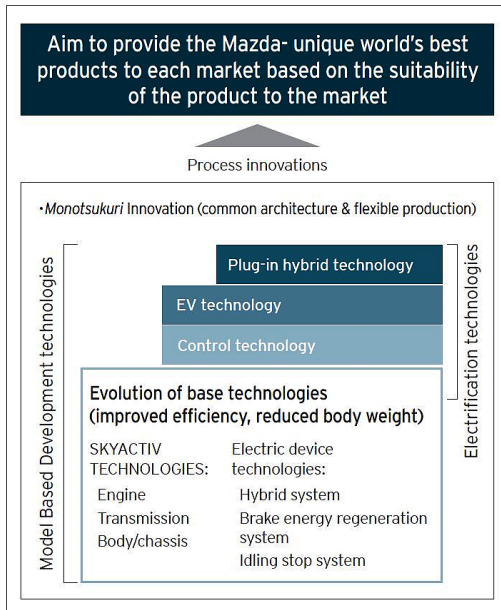 Aim to provide the Mazda- unique world's best
products to each market based on the suitability
of the product to the market
Process innovations
·Monotsukuri Innovation (common architecture & flexible production)
Model Based Development technologies
Plug-in hybrid technology
EV technology
Control technology
Electrification technologies
Evolution of base technologies
(improved efficiency, reduced body weight)
SKYACTIV
TECHNOLOGIES:
Engine
Transmission
Body/chassis
Electric device
technologies:
Hybrid system
Brake energy regeneration
system
Idling stop system